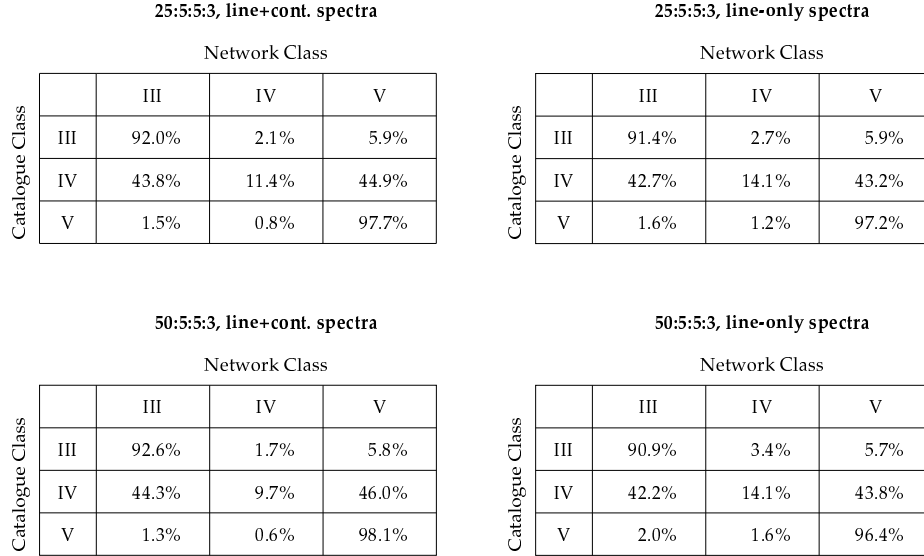 25:5:5:3, line+cont. spectra
Network Class
Catalogue Class
III IV V
III 92.0% 2.1% 5.9%
IV 43.8% 11.4% 44.9%
V 1.5% 0.8% 97.7%
25:5:5:3, line-only spectra
Network Class
Catalogue Class
III IV V
III 91.4% 2.7% 5.9%
IV 42.7% 14.1% 43.2%
V 1.6% 1.2% 97.2%
50:5:5:3, line+cont. spectra
Network Class
Catalogue Class
III IV V
III 92.6% 1.7% 5.8%
IV 44.3% 9.7% 46.0%
V 1.3% 0.6% 98.1%
50:5:5:3, line-only spectra
Network Class
Catalogue Class
III IV V
III 90.9% 3.4% 5.7%
IV 42.2% 14.1% 43.8%
V 2.0% 1.6% 96.4%